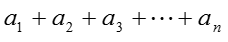 a₁ + a₂ + a₃ + ⋯ + aₙ